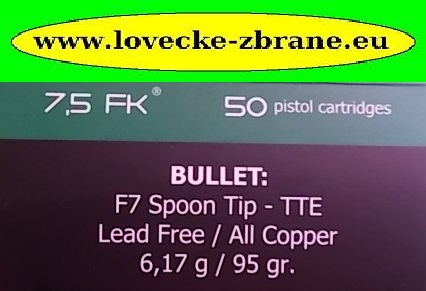 www.lovecke-zbrane.eu
7,5 FK® 50 pistol cartridges
BULLET:
F7 Spoon Tip - TTE
Lead Free / All Copper
6,17 g / 95 gr.